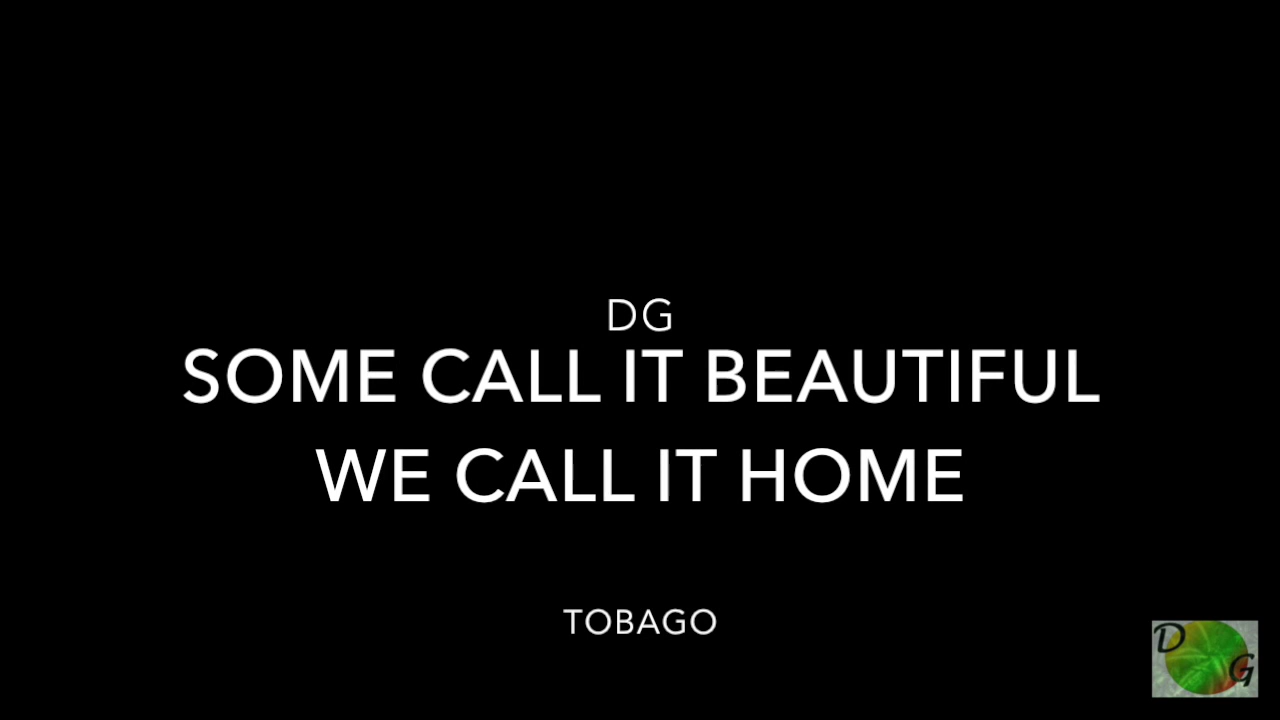 DG
SOME CALL IT BEAUTIFUL
WE CALL IT HOME
TOBAGO
D
G